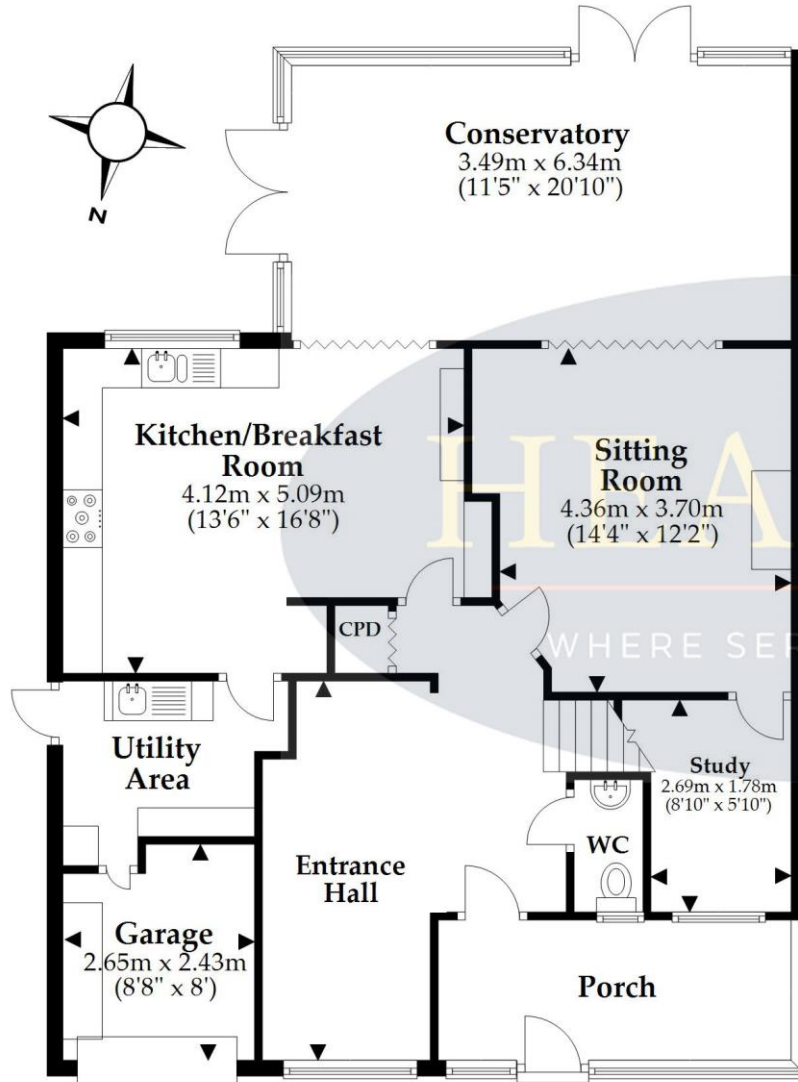 Conservatory
3.49m x 6.34m
(11'5" x 20'10")
N
Kitchen/Breakfast
Room
4.12m x 5.09m
(13'6" x 16'8")
Sitting
Room
4.36m x 3.70m
(14'4" x 12'2")
HEA
WHERE SER
CPD
Utility
Area
Study
2.69m x 1.78m
(8'10" x 5'10")
WC
Entrance
Hall
Garage
2.65m x 2.43m
(8'8" x 8')
Porch